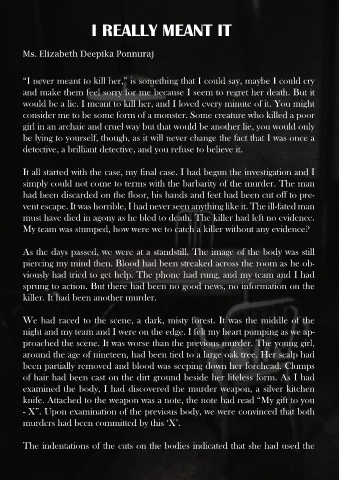 I REALLY MEANT IT
Ms. Elizabeth Deepika Ponmuraj
“I never meant to kill her,” is something that I could say, maybe I could cry
and make them feel sorry for me because I seem to regret her death. But it
would be a lie. I meant to kill her, and I loved every minute of it. You might
consider me to be some form of a monster. Some creature who killed a poor
girl in an archaic and cruel way but that would be another lie, you would only
be lying to yourself, though, as it will never change the fact that I was once a
detective, a brilliant detective, and you refuse to believe it.
It all started with the case, my final case. I had begun the investigation and I
simply could not come to terms with the barbarity of the murder. The man
had been discarded on the floor, his hands and feet had been cut off to pre-
vent escape. It was horrible, I had never seen anything like it. The ill-fated man
must have died in agony as he bled to death. The killer had left no evidence.
My team was stumped, how were we to catch a killer without any evidence?
As the days passed, we were at a standstill. The image of the body was still
piercing my mind then. Blood had been streaked across the room as he ob-
viously had tried to get help. The phone had rung, and my team and I had
sprung to action. But there had been no good news, no information on the
killer. It had been another murder.
We had raced to the scene, a dark, misty forest. It was the middle of the
night and my team and I were on the edge. I felt my heart pumping as we ap-
proached the scene. It was worse than the previous murder. The young girl,
around the age of nineteen, had been tied to a large oak tree. Her scalp had
been partially removed and blood was seeping down her forehead. Clumps
of hair had been cast on the dirt ground beside her lifeless form. As I had
examined the body, I had discovered the murder weapon, a silver kitchen
knife. Attached to the weapon was a note, the note had read “My gift to you
- X”. Upon examination of the previous body, we were convinced that both
murders had been committed by this ‘X’.
The indentations of the cuts on the bodies indicated that she had used the